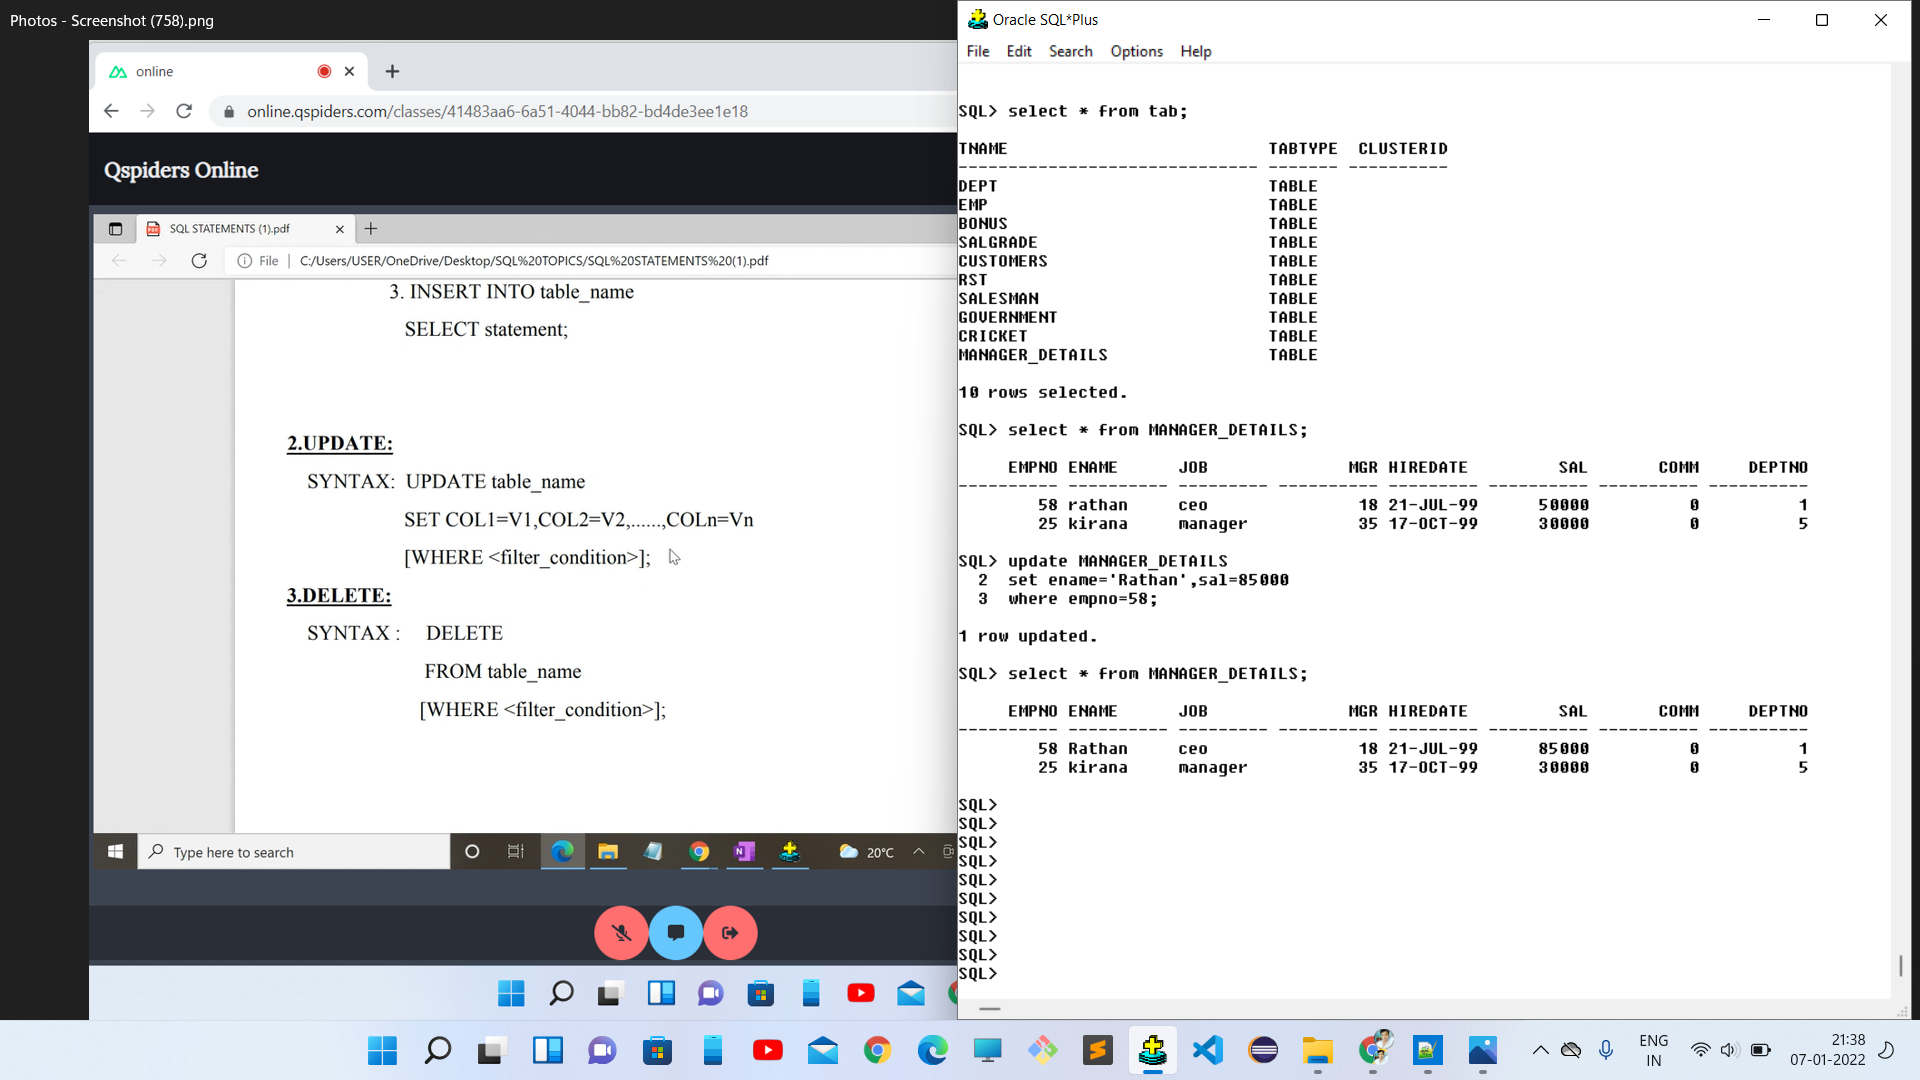 Photos - Screenshot (758).png
online
online.qspiders.com/classes/41483aa6-6a51-4044-bb82-bd4de3ee1e18
Qspiders Online
SQL STATEMENTS (1).pdf
File
C:/Users/USER/OneDrive/Desktop/SQL%20TOPICS/SQL%20STATEMENTS%20(1).pdf
3. INSERT INTO table_name
SELECT statement;
2.UPDATE:
SYNTAX: UPDATE table_name
SET COL1=V1,COL2=V2,......,COLn=Vn
[WHERE <filter_condition>];
3.DELETE:
SYNTAX : DELETE
FROM table_name
[WHERE <filter_condition>];
Type here to search
20°C
Oracle SQL*Plus
File Edit Search Options Help
SQL> select * from tab;
TNAME TABTYPE CLUSTERID
------------------------------ ------- ----------
DEPT TABLE
EMP TABLE
BONUS TABLE
SALGRADE TABLE
CUSTOMERS TABLE
RST TABLE
SALESMAN TABLE
GOVERNMENT TABLE
CRICKET TABLE
MANAGER_DETAILS TABLE
10 rows selected.
SQL> select * from MANAGER_DETAILS;
EMPNO ENAME JOB MGR HIREDATE SAL COMM DEPTNO
---------- ---------- --------- ---------- --------- ---------- ---------- ----------
58 rathan ceo 18 21-JUL-99 50000 0 1
25 kirana manager 35 17-OCT-99 30000 0 5
SQL> update MANAGER_DETAILS
2 set ename='Rathan',sal=85000
3 where empno=58;
1 row updated.
SQL> select * from MANAGER_DETAILS;
EMPNO ENAME JOB MGR HIREDATE SAL COMM DEPTNO
---------- ---------- --------- ---------- --------- ---------- ---------- ----------
58 Rathan ceo 18 21-JUL-99 85000 0 1
25 kirana manager 35 17-OCT-99 30000 0 5
SQL>
SQL>
SQL>
SQL>
SQL>
SQL>
SQL>
SQL>
SQL>
SQL>
ENG
IN
21:38
07-01-2022